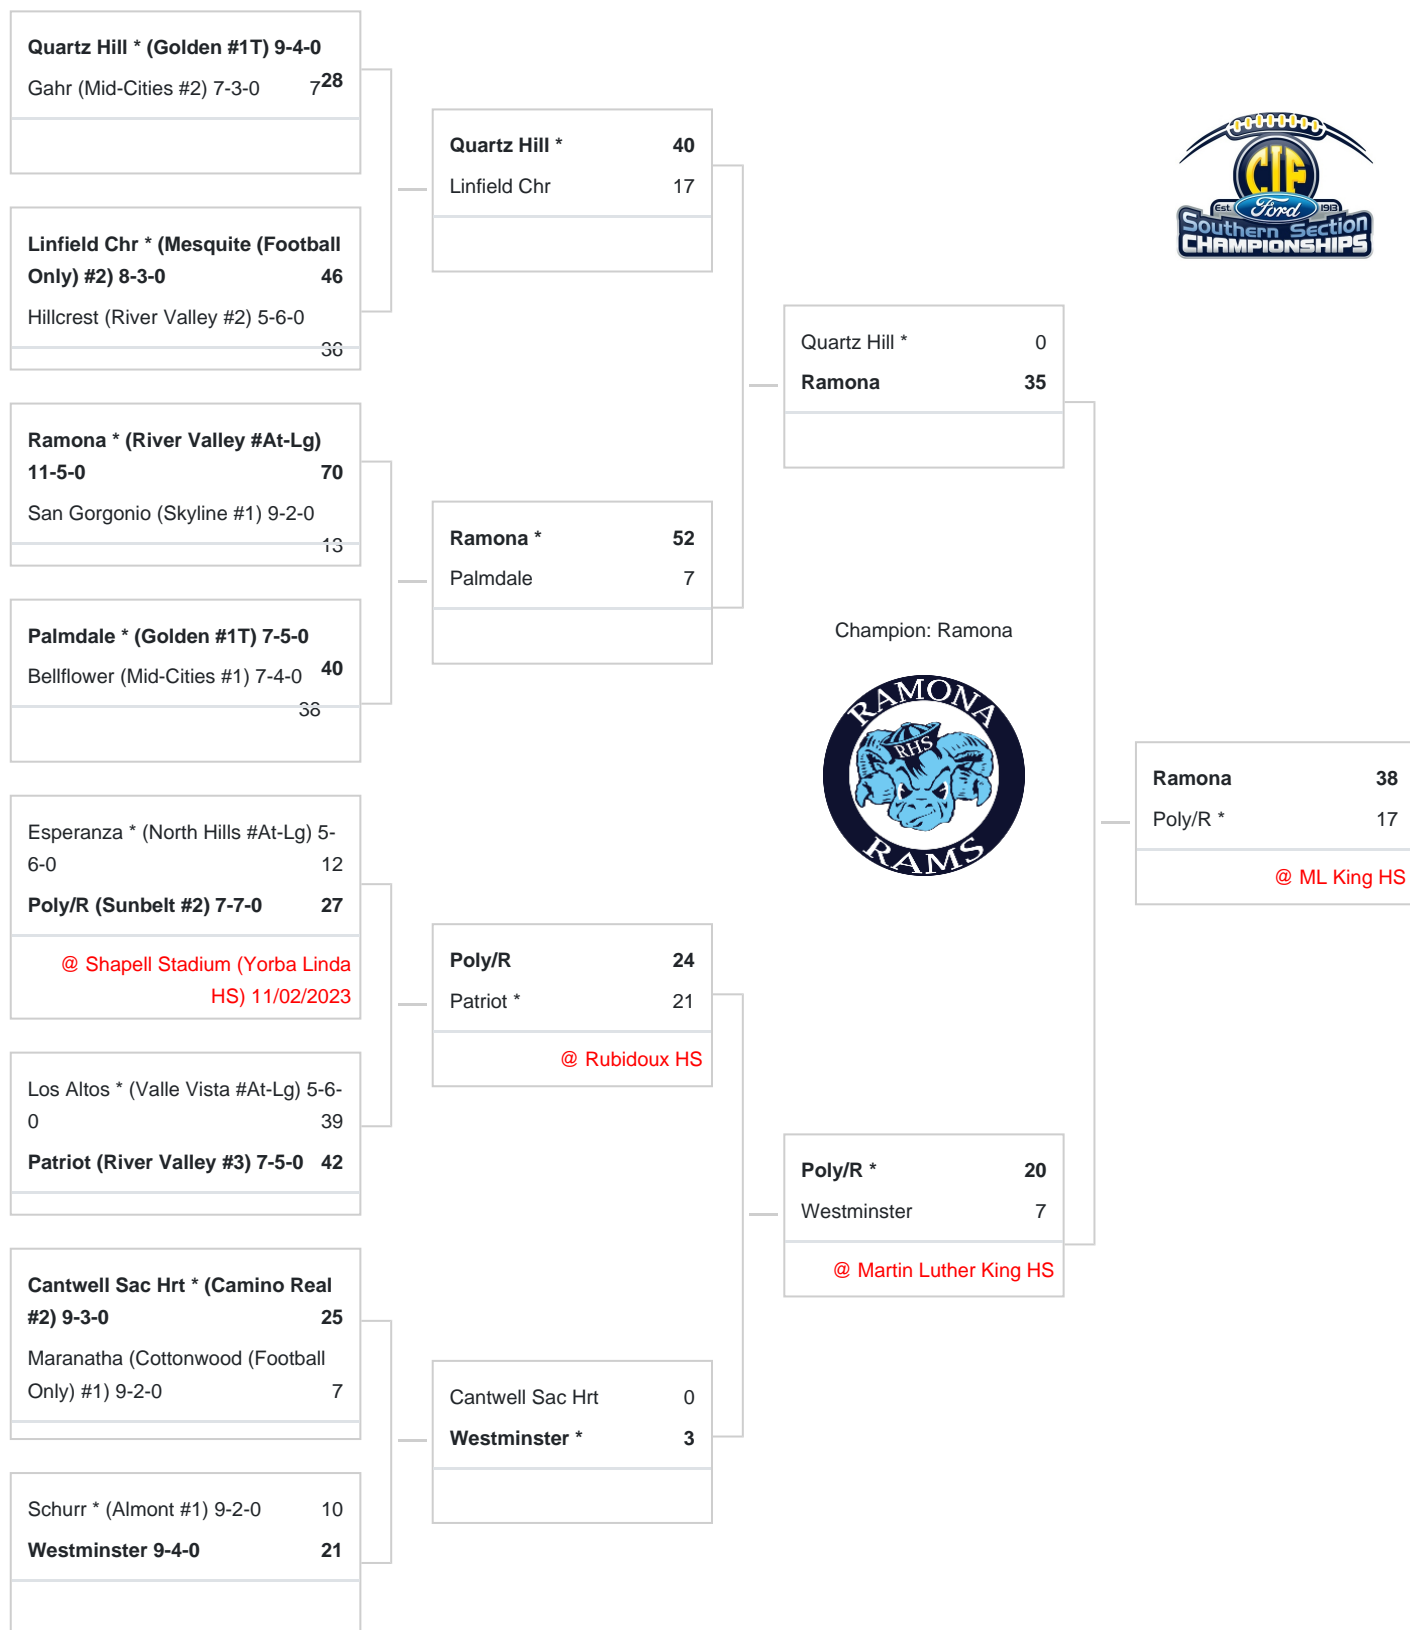 Quartz Hill * (Golden #1T) 9-4-0
28
Gahr (Mid-Cities #2) 7-3-0 7
Linfield Chr * (Mesquite (Football
Only) #2) 8-3-0 46
Hillcrest (River Valley #2) 5-6-0
36
Ramona * (River Valley #At-Lg)
11-5-0 70
San Gorgonio (Skyline #1) 9-2-0
13
Palmdale * (Golden #1T) 7-5-0
40
Bellflower (Mid-Cities #1) 7-4-0
38
Esperanza * (North Hills #At-Lg) 5-
6-0 12
Poly/R (Sunbelt #2) 7-7-0 27
@ Shapell Stadium (Yorba Linda
HS) 11/02/2023
Los Altos * (Valle Vista #At-Lg) 5-6-
0 39
Patriot (River Valley #3) 7-5-0 42
Cantwell Sac Hrt * (Camino Real
#2) 9-3-0 25
Maranatha (Cottonwood (Football
Only) #1) 9-2-0 7
Schurr * (Almont #1) 9-2-0 10
Westminster 9-4-0 21
Quartz Hill * 40
Linfield Chr 17
Ramona * 52
Palmdale 7
Poly/R 24
Patriot * 21
@ Rubidoux HS
Cantwell Sac Hrt 0
Westminster * 3
Quartz Hill * 0
Ramona 35
Poly/R * 20
Westminster 7
@ Martin Luther King HS
CIF
Est. Ford 1913
Southern Section
CHAMPIONSHIPS
Champion: Ramona
RAMONA
RHS
RAMS
Ramona 38
Poly/R * 17
@ ML King HS